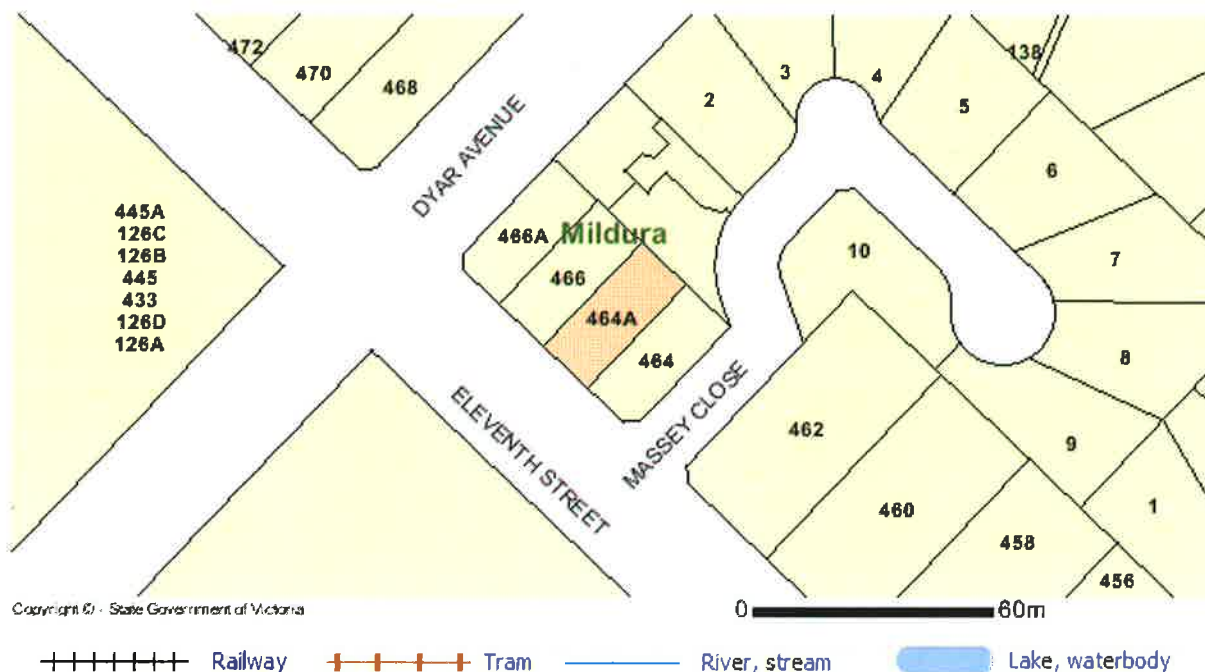 472
470
468
DYAR AVENUE
2
3
4
5
138
6
7
8
9
10
1
445A
126C
126B
445
433
126D
126A
466A
Mildura
466
464A
464
ELEVENTH STREET
MASSEY CLOSE
462
460
458
456
Copyright © - State Government of Victoria
0 60m
Railway Tram River, stream Lake, waterbody